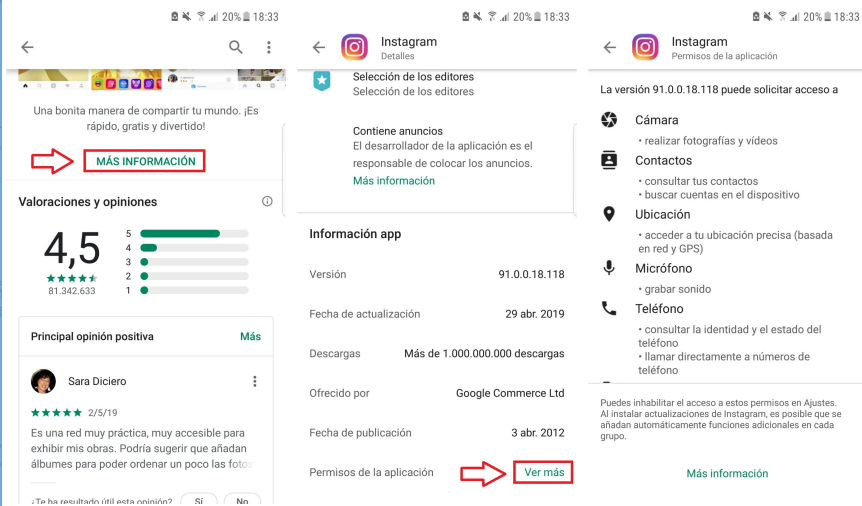 20% 18:33
Una bonita manera de compartir tu mundo. ¡Es
rápido, gratis y divertido!
MÁS INFORMACIÓN
Valoraciones y opiniones
4,5
81.342.633
5
4
3
2
1
Principal opinión positiva Más
Sara Diciero
2/5/19
Es una red muy práctica, muy accesible para
exhibir mis obras. Podría sugerir que añadan
álbumes para poder ordenar un poco las fotos
¿Te ha resultado útil esta opinión? Sí No
20% 18:33
Instagram
Detalles
Selección de los editores
Selección de los editores
Contiene anuncios
El desarrollador de la aplicación es el
responsable de colocar los anuncios.
Más información
Información app
Versión 91.0.0.18.118
Fecha de actualización 29 abr. 2019
Descargas Más de 1.000.000.000 descargas
Ofrecido por Google Commerce Ltd
Fecha de publicación 3 abr. 2012
Permisos de la aplicación Ver más
20% 18:33
Instagram
Permisos de la aplicación
La versión 91.0.0.18.118 puede solicitar acceso a
Cámara
• realizar fotografías y vídeos
Contactos
• consultar tus contactos
• buscar cuentas en el dispositivo
Ubicación
• acceder a tu ubicación precisa (basada
en red y GPS)
Micrófono
• grabar sonido
Teléfono
• consultar la identidad y el estado del
teléfono
• llamar directamente a números de
teléfono
Puedes inhabilitar el acceso a estos permisos en Ajustes.
Al instalar actualizaciones de Instagram, es posible que se
añadan automáticamente funciones adicionales en cada
grupo.
Más información